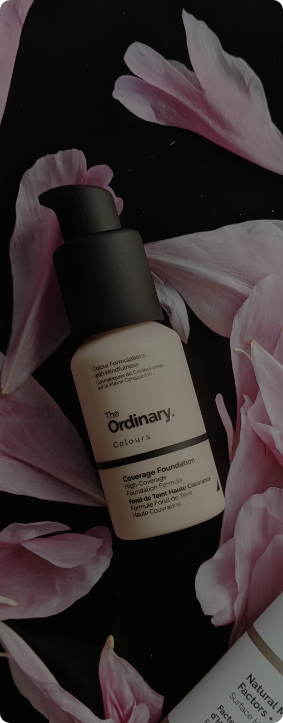 Colour Formulations
with Mindfulness
The
Ordinary.
Colours
Coverage Foundation
High-Coverage
Foundation Formula
Fond de Teint Haute Couvrance
Formule Fond de Teint
Haute Couvrance
Natural
Factors +
Surface